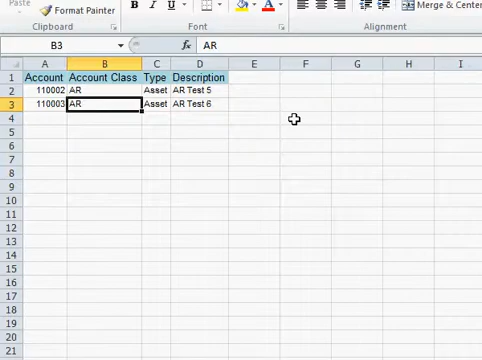 Format Painter B I U A Merge & Center
Clipboard Font Alignment
B3 fx AR
A B C D E F G H I
1 Account Account Class Type Description
2 110002 AR Asset AR Test 5
3 110003 AR Asset AR Test 6
4
5
6
7
8
9
10
11
12
13
14
15
16
17
18
19
20
21